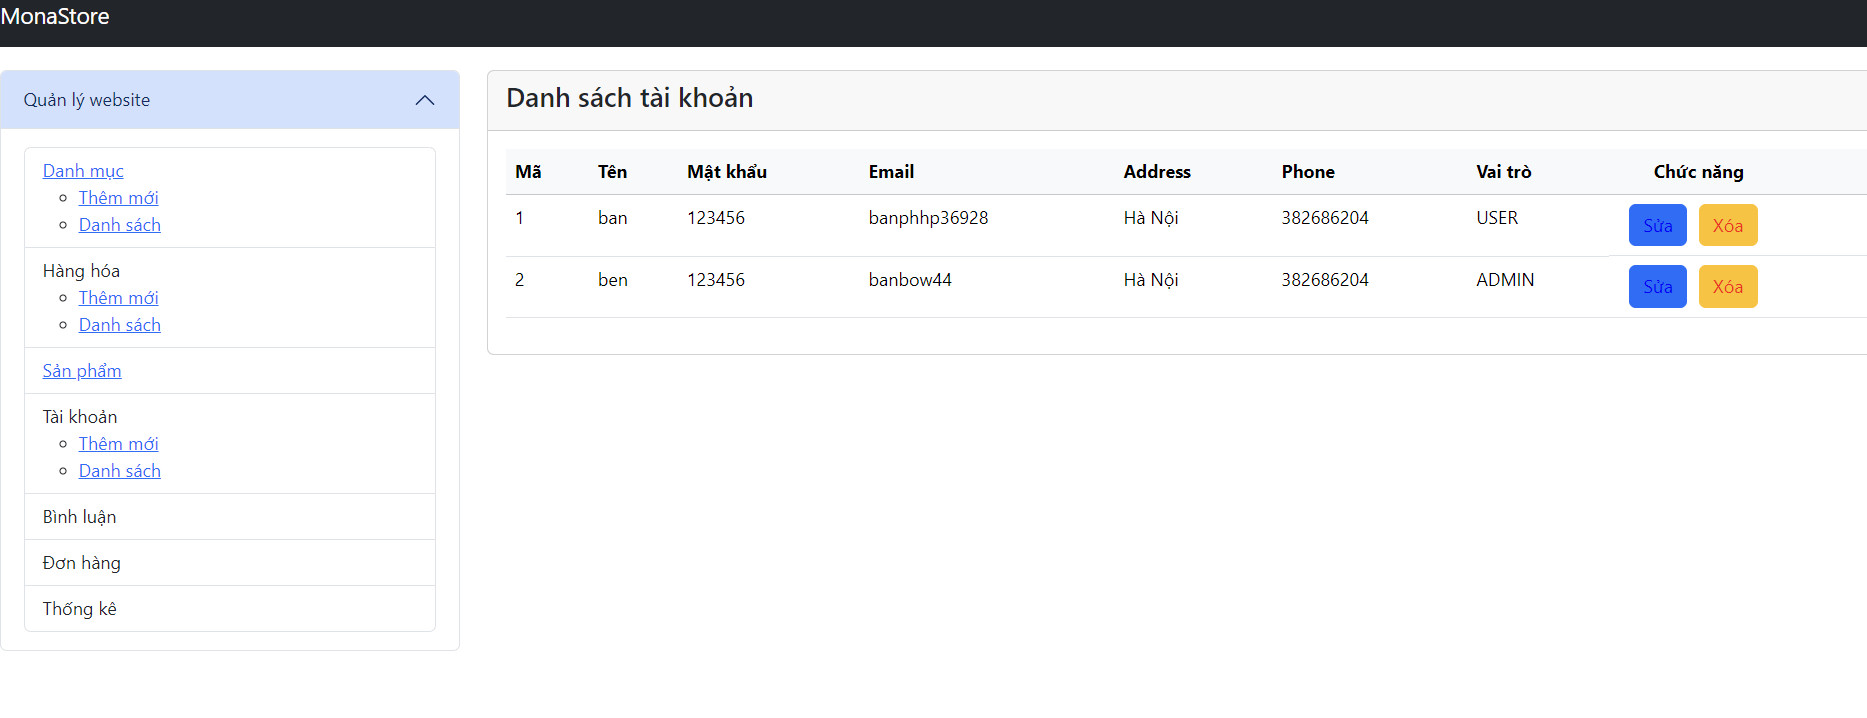 MonaStore
Quản lý website
Danh mục
Thêm mới
Danh sách
Hàng hóa
Thêm mới
Danh sách
Sản phẩm
Tài khoản
Thêm mới
Danh sách
Bình luận
Đơn hàng
Thống kê
Danh sách tài khoản
Mã Tên Mật khẩu Email Address Phone Vai trò Chức năng
1 ban 123456 banphhp36928 Hà Nội 382686204 USER Sửa Xóa
2 ben 123456 banbow44 Hà Nội 382686204 ADMIN Sửa Xóa